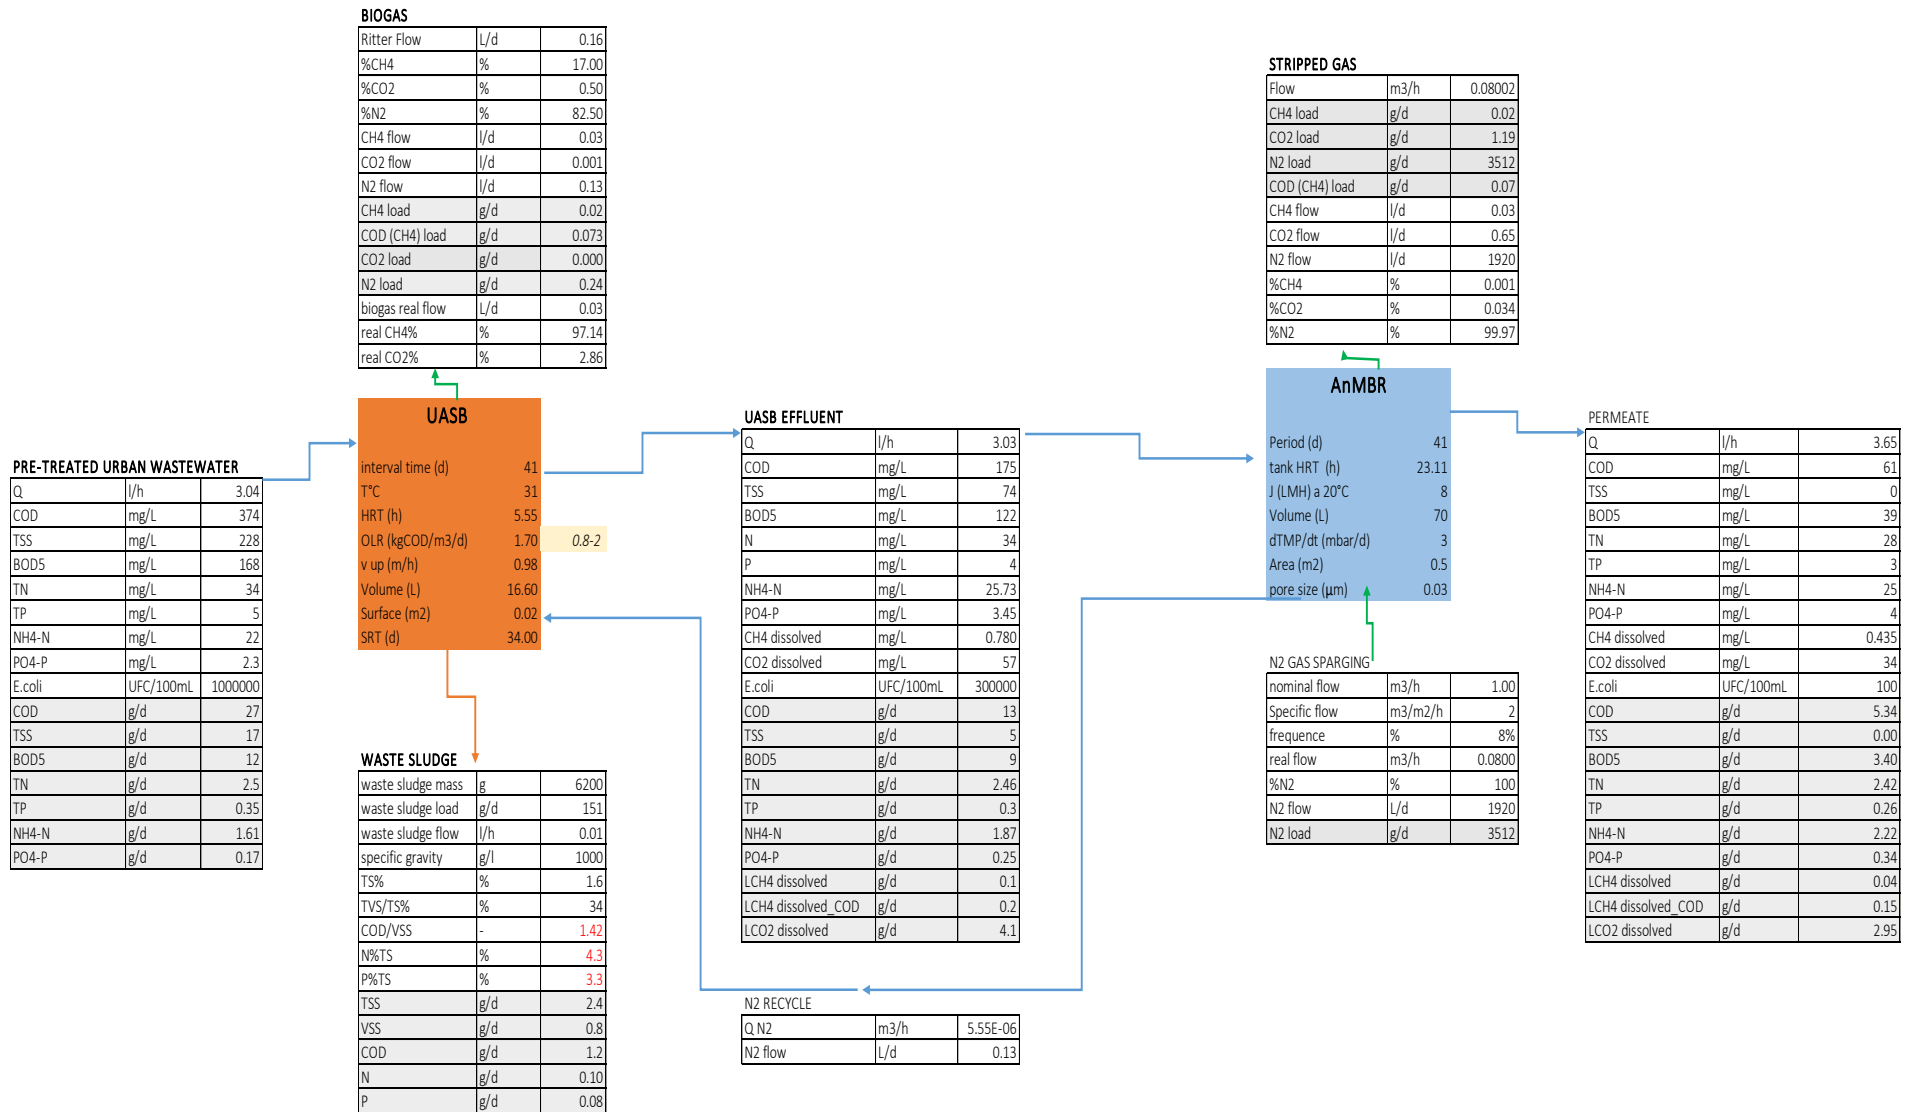 BIOGAS
Ritter Flow L/d 0.16
%CH4 % 17.00
%CO2 % 0.50
%N2 % 82.50
CH4 flow l/d 0.03
CO2 flow l/d 0.001
N2 flow l/d 0.13
CH4 load g/d 0.02
COD (CH4) load g/d 0.073
CO2 load g/d 0.000
N2 load g/d 0.24
biogas real flow L/d 0.03
real CH4% % 97.14
real CO2% % 2.86
STRIPPED GAS
Flow m3/h 0.08002
CH4 load g/d 0.02
CO2 load g/d 1.19
N2 load g/d 3512
COD (CH4) load g/d 0.07
CH4 flow l/d 0.03
CO2 flow l/d 0.65
N2 flow l/d 1920
%CH4 % 0.001
%CO2 % 0.034
%N2 % 99.97
PRE-TREATED URBAN WASTEWATER
Q l/h 3.04
COD mg/L 374
TSS mg/L 228
BOD5 mg/L 168
TN mg/L 34
TP mg/L 5
NH4-N mg/L 22
PO4-P mg/L 2.3
E.coli UFC/100mL 1000000
COD g/d 27
TSS g/d 17
BOD5 g/d 12
TN g/d 2.5
TP g/d 0.35
NH4-N g/d 1.61
PO4-P g/d 0.17
UASB
interval time (d) 41
T°C 31
HRT (h) 5.55
OLR (kgCOD/m3/d) 1.70 0.8-2
v up (m/h) 0.98
Volume (L) 16.60
Surface (m2) 0.02
SRT (d) 34.00
WASTE SLUDGE
waste sludge mass g 6200
waste sludge load g/d 151
waste sludge flow l/h 0.01
specific gravity g/l 1000
TS% % 1.6
TVS/TS% % 34
COD/VSS - 1.42
N%TS % 4.3
P%TS % 3.3
TSS g/d 2.4
VSS g/d 0.8
COD g/d 1.2
N g/d 0.10
P g/d 0.08
UASB EFFLUENT
Q l/h 3.03
COD mg/L 175
TSS mg/L 74
BOD5 mg/L 122
N mg/L 34
P mg/L 4
NH4-N mg/L 25.73
PO4-P mg/L 3.45
CH4 dissolved mg/L 0.780
CO2 dissolved mg/L 57
E.coli UFC/100mL 300000
COD g/d 13
TSS g/d 5
BOD5 g/d 9
TN g/d 2.46
TP g/d 0.3
NH4-N g/d 1.87
PO4-P g/d 0.25
LCH4 dissolved g/d 0.1
LCH4 dissolved_COD g/d 0.2
LCO2 dissolved g/d 4.1
N2 RECYCLE
Q N2 m3/h 5.55E-06
N2 flow L/d 0.13
AnMBR
Period (d) 41
tank HRT (h) 23.11
J (LMH) a 20°C 8
Volume (L) 70
dTMP/dt (mbar/d) 3
Area (m2) 0.5
pore size (µm) 0.03
N2 GAS SPARGING
nominal flow m3/h 1.00
Specific flow m3/m2/h 2
frequence % 8%
real flow m3/h 0.0800
%N2 % 100
N2 flow L/d 1920
N2 load g/d 3512
PERMEATE
Q l/h 3.65
COD mg/L 61
TSS mg/L 0
BOD5 mg/L 39
TN mg/L 28
TP mg/L 3
NH4-N mg/L 25
PO4-P mg/L 4
CH4 dissolved mg/L 0.435
CO2 dissolved mg/L 34
E.coli UFC/100mL 100
COD g/d 5.34
TSS g/d 0.00
BOD5 g/d 3.40
TN g/d 2.42
TP g/d 0.26
NH4-N g/d 2.22
PO4-P g/d 0.34
LCH4 dissolved g/d 0.04
LCH4 dissolved_COD g/d 0.15
LCO2 dissolved g/d 2.95